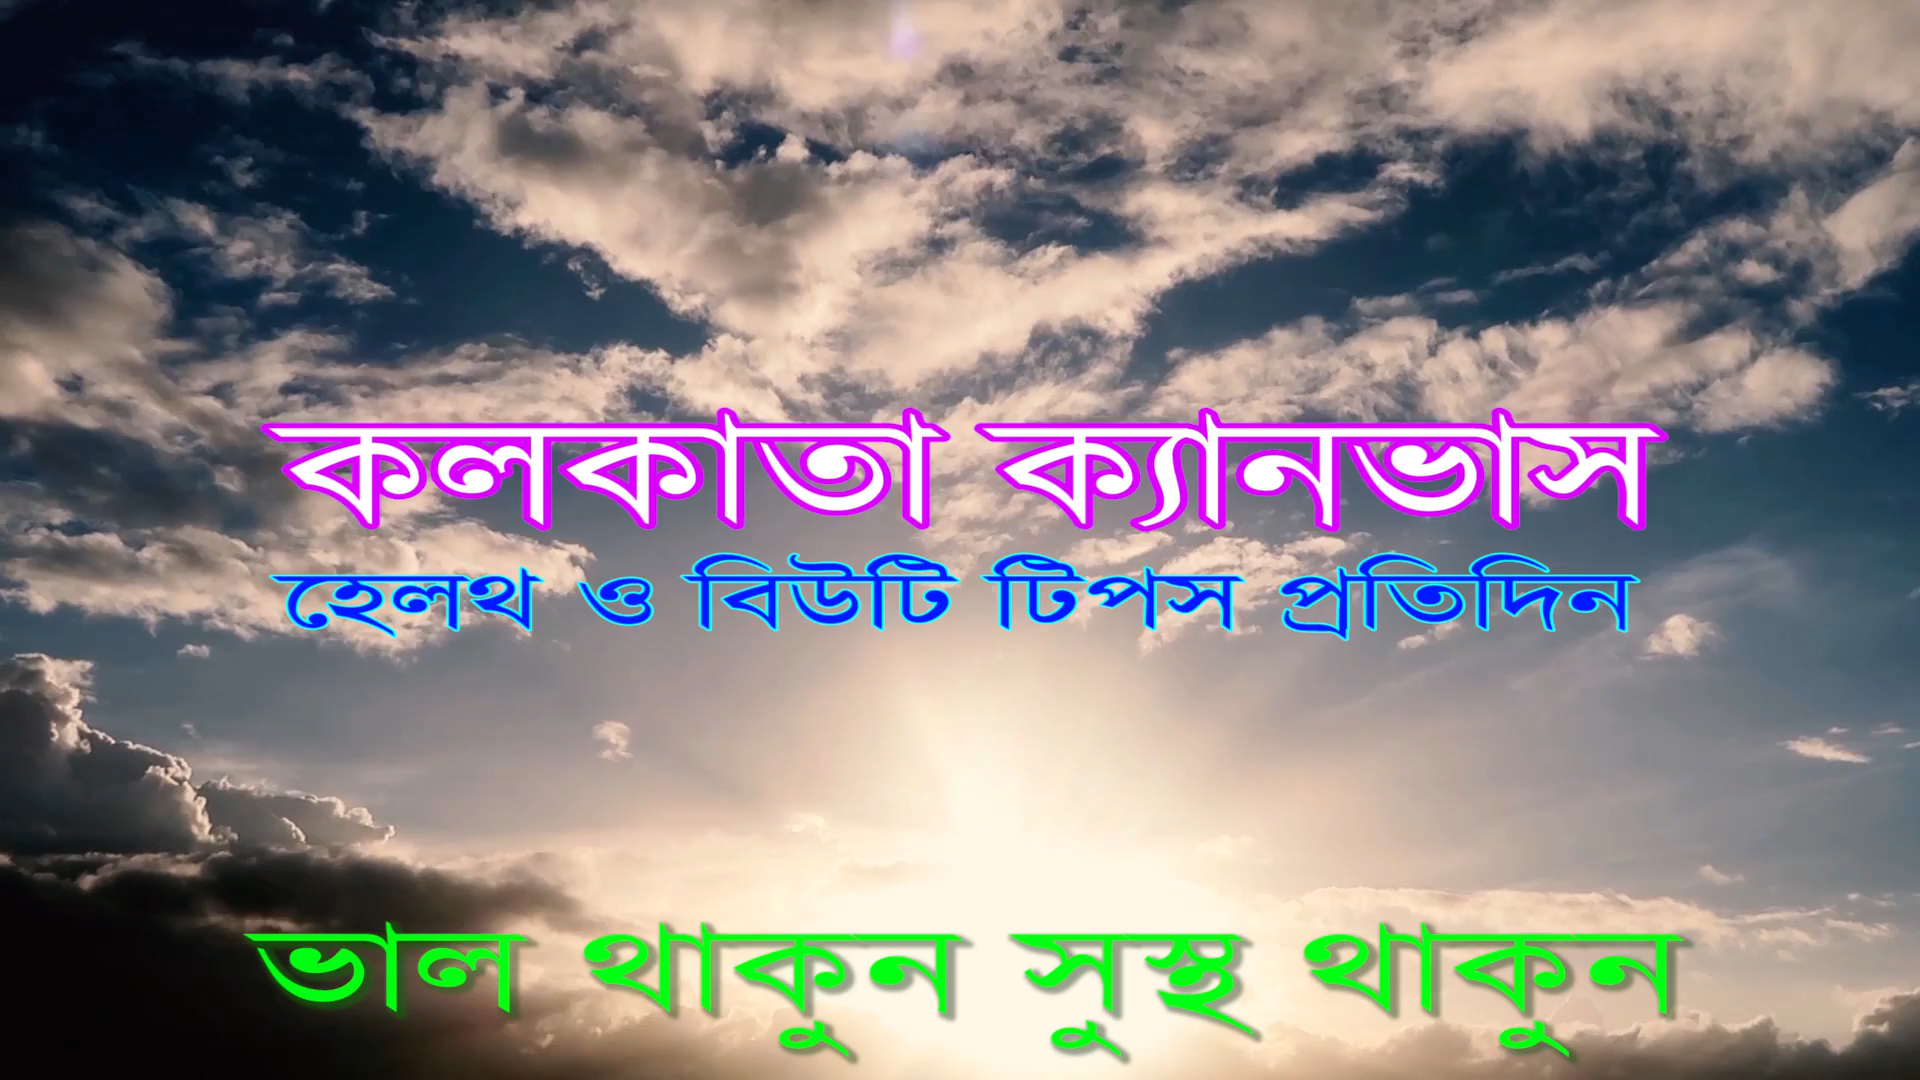 কলকাতা ক্যানভাস
হেলথ ও বিউটি টিপস প্রতিদিন
ভাল থাকুন সুস্থ থাকুন